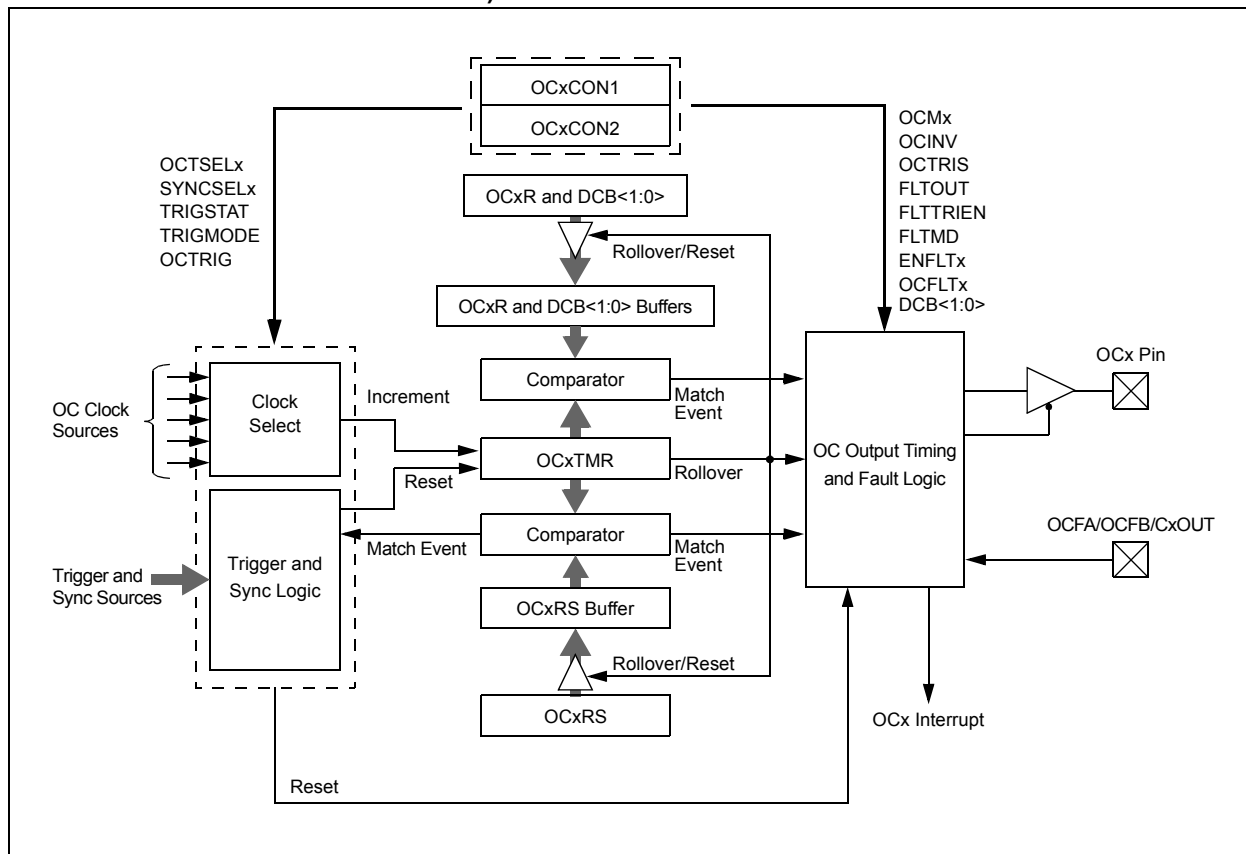 OCxCON1
OCxCON2
OCMx
OCINV
OCTRIS
FLTOUT
FLTTRIEN
FLTMD
ENFLTx
OCFLTx
DCB<1:0>
OCTSELx
SYNCSELx
TRIGSTAT
TRIGMODE
OCTRIG
OCxR and DCB<1:0>
Rollover/Reset
OCxR and DCB<1:0> Buffers
OC Clock
Sources
Clock
Select
Increment
Comparator
Match
Event
OCx Pin
OCxTMR
Reset
Rollover
OC Output Timing
and Fault Logic
Trigger and
Sync Sources
Trigger and
Sync Logic
Match Event
Comparator
Match
Event
OCFA/OCFB/CxOUT
OCxRS Buffer
Rollover/Reset
OCxRS
OCx Interrupt
Reset